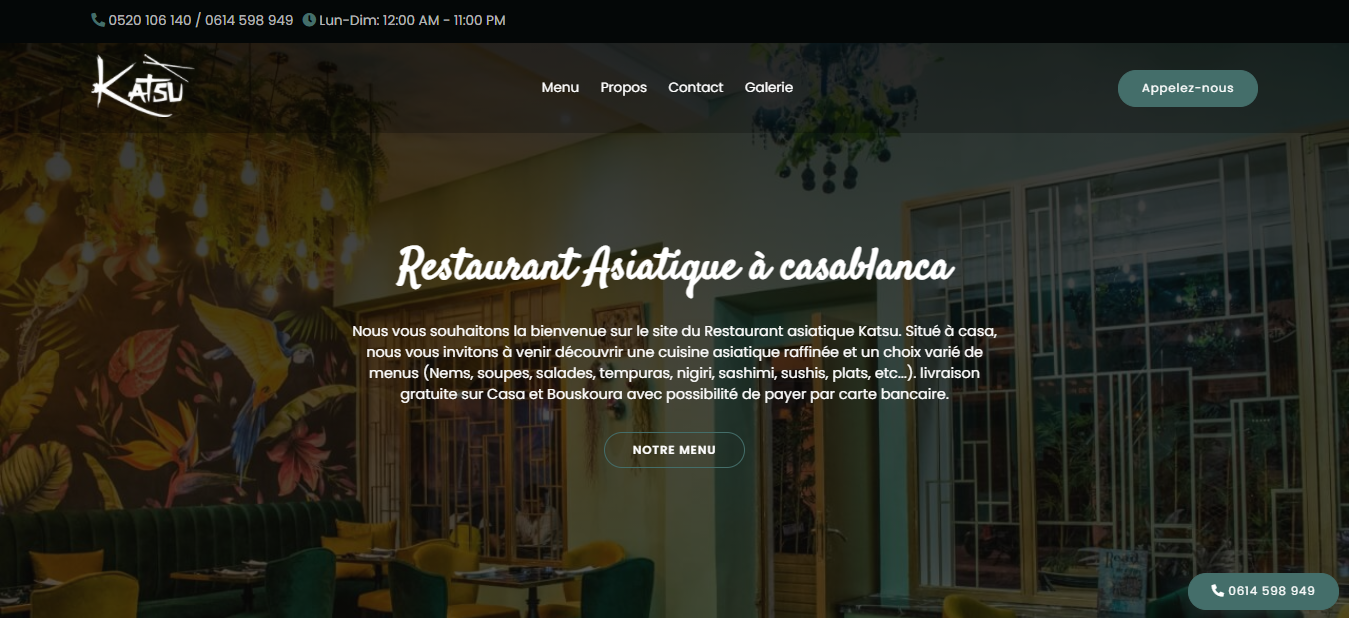 0520 106 140 / 0614 598 949 Lun-Dim: 12:00 AM - 11:00 PM
KATSU
Menu Propos Contact Galerie
Appelez-nous
Restaurant Asiatique à casablanca
Nous vous souhaitons la bienvenue sur le site du Restaurant asiatique Katsu. Situé à casa,
nous vous invitons à venir découvrir une cuisine asiatique raffinée et un choix varié de
menus (Nems, soupes, salades, tempuras, nigiri, sashimi, sushis, plats, etc...). livraison
gratuite sur Casa et Bouskoura avec possibilité de payer par carte bancaire.
NOTRE MENU
0614 598 949